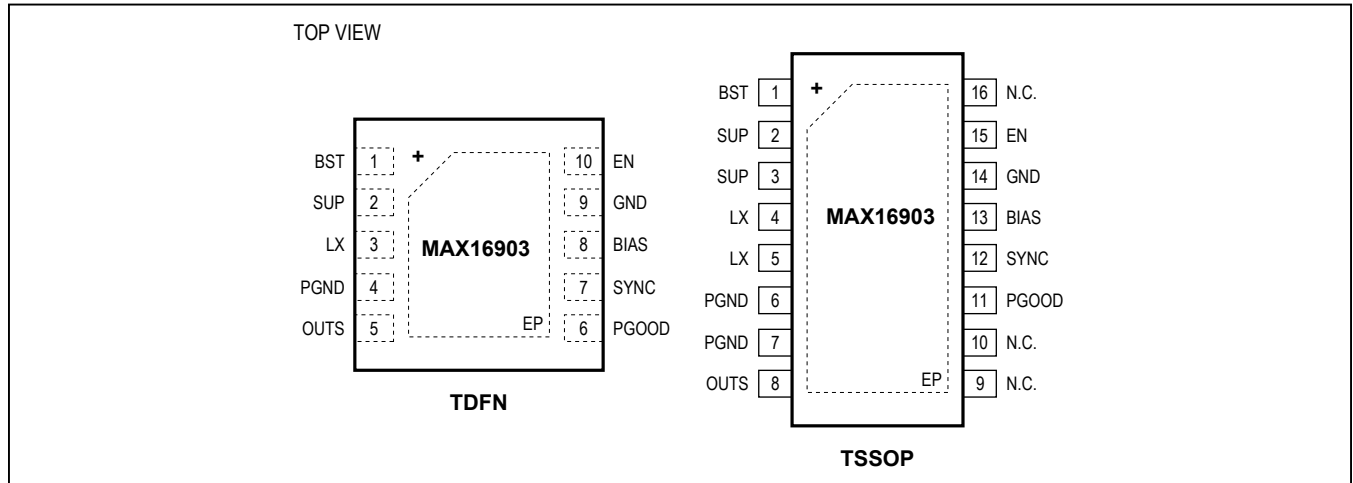 TOP VIEW
BST 1 + 10 EN
SUP 2 9 GND
LX 3 MAX16903 8 BIAS
PGND 4 7 SYNC
OUTS 5 EP 6 PGOOD
TDFN
BST 1 + 16 N.C.
SUP 2 15 EN
SUP 3 14 GND
LX 4 MAX16903 13 BIAS
LX 5 12 SYNC
PGND 6 11 PGOOD
PGND 7 10 N.C.
OUTS 8 EP 9 N.C.
TSSOP